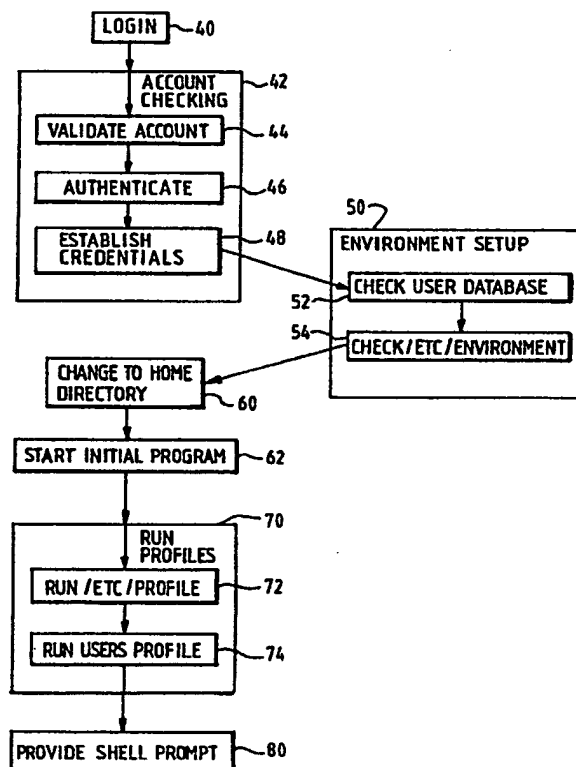 LOGIN
40
ACCOUNT
CHECKING
42
VALIDATE ACCOUNT
44
AUTHENTICATE
46
ESTABLISH
CREDENTIALS
48
50
ENVIRONMENT SETUP
CHECK USER DATABASE
52
54
CHECK/ETC/ENVIRONMENT
CHANGE TO HOME
DIRECTORY
60
START INITIAL PROGRAM
62
70
RUN
PROFILES
RUN /ETC/PROFILE
72
RUN USERS PROFILE
74
PROVIDE SHELL PROMPT
80